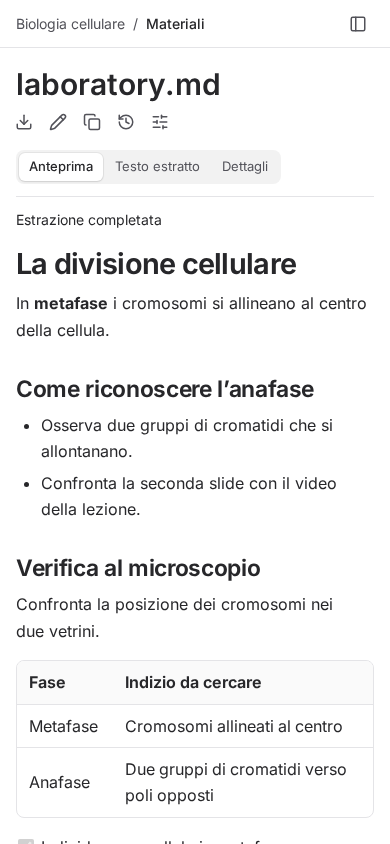 Biologia cellulare / Materiali
laboratory.md
Anteprima Testo estratto Dettagli
Estrazione completata
La divisione cellulare
In metafase i cromosomi si allineano al centro
della cellula.
Come riconoscere l’anafase
• Osserva due gruppi di cromatidi che si
allontanano.
• Confronta la seconda slide con il video
della lezione.
Verifica al microscopio
Confronta la posizione dei cromosomi nei
due vetrini.
Fase Indizio da cercare
Metafase Cromosomi allineati al centro
Anafase Due gruppi di cromatidi verso
poli opposti